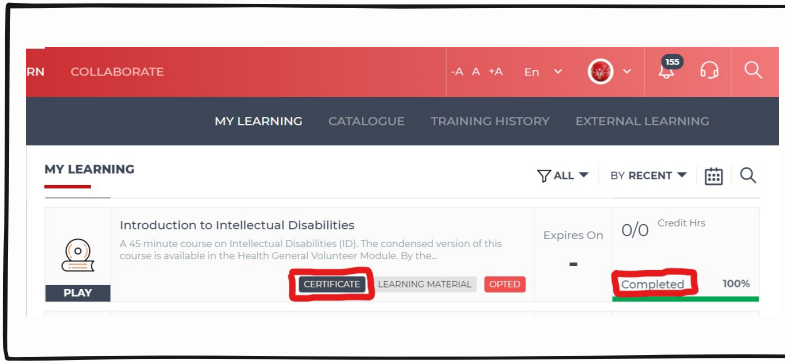 RN COLLABORATE -A A +A En 155
MY LEARNING CATALOGUE TRAINING HISTORY EXTERNAL LEARNING
MY LEARNING ALL BY RECENT
Introduction to Intellectual Disabilities
A 45 minute course on Intellectual Disabilities (ID). The condensed version of this
course is available in the Health General Volunteer Module. By the...
CERTIFICATE LEARNING MATERIAL OPTED
PLAY
Expires On
-
0/0 Credit Hrs
Completed 100%